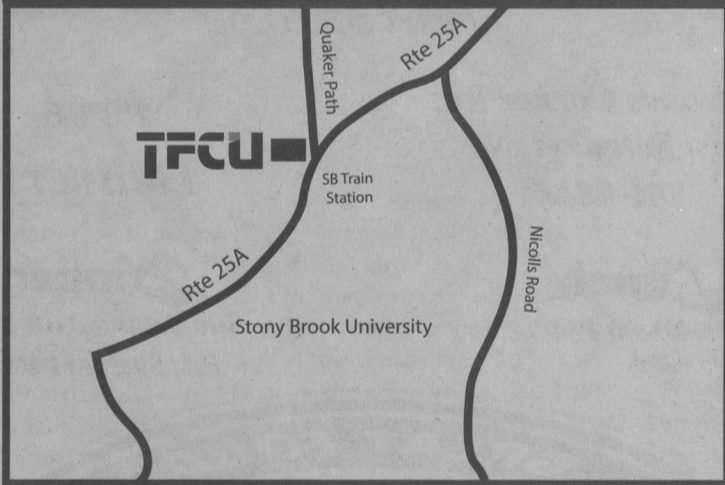 Quaker Path
Rte 25A
TFCU
SB Train
Station
Rte 25A
Nicolls Road
Stony Brook University